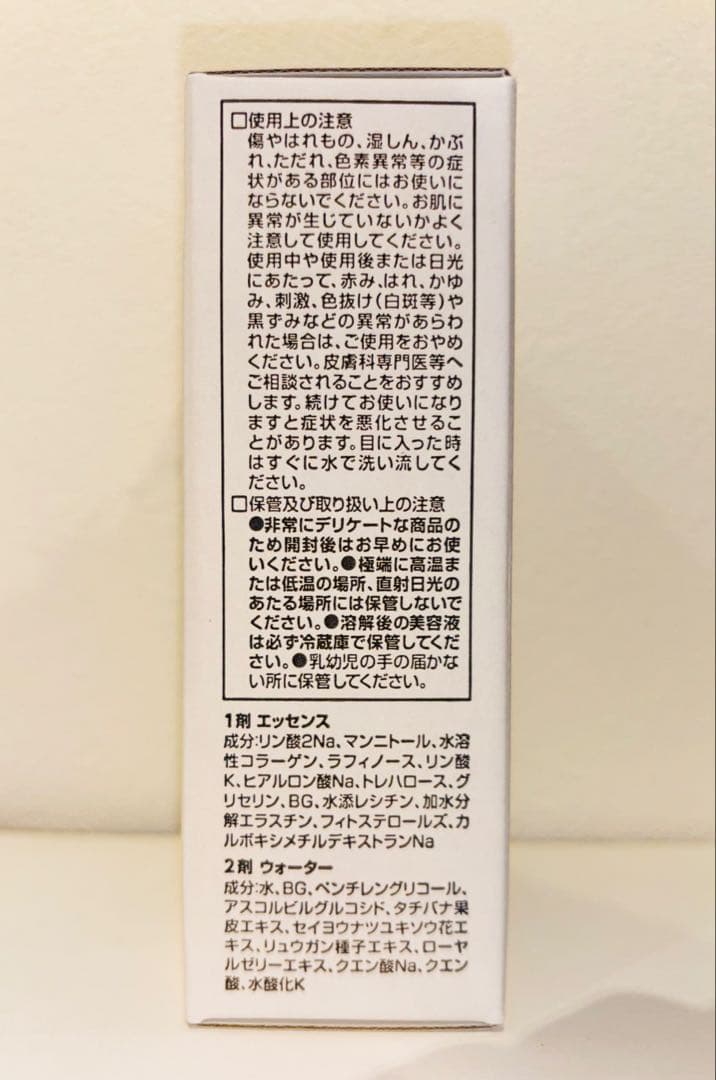 □使用上の注意
傷やはれもの、湿しん、かぶ
れ、ただれ、色素異常等の症
状がある部位にはお使いに
ならないでください。お肌に
異常が生じていないかよく
注意して使用してください。
使用中や使用後または日光
にあたって、赤み、はれ、かゆ
み、刺激、色抜け(白斑等)や
黒ずみなどの異常があらわ
れた場合は、ご使用をおやめ
ください。皮膚科専門医等へ
ご相談されることをおすすめ
します。続けてお使いになり
ますと症状を悪化させるこ
とがあります。目に入った時
はすぐに水で洗い流してく
ださい。
□保管及び取り扱い上の注意
●非常にデリケートな商品の
ため開封後はお早めにお使
いください。●極端に高温ま
たは低温の場所、直射日光の
あたる場所には保管しないで
ください。●溶解後の美容液
は必ず冷蔵庫で保管してくだ
さい。●乳幼児の手の届かな
い所に保管してください。
1剤 エッセンス
成分:リン酸2Na、マンニトール、水溶
性コラーゲン、ラフィノース、リン酸
K、ヒアルロン酸Na、トレハロース、グ
リセリン、BG、水添レシチン、加水分
解エラスチン、フィトステロールズ、カ
ルボキシメチルデキストランNa
2剤 ウォーター
成分:水、BG、ペンチレングリコール、
アスコルビルグルコシド、タチバナ果
皮エキス、セイヨウナツユキソウ花エ
キス、リュウガン種子エキス、ローヤ
ルゼリーエキス、クエン酸Na、クエン
酸、水酸化K